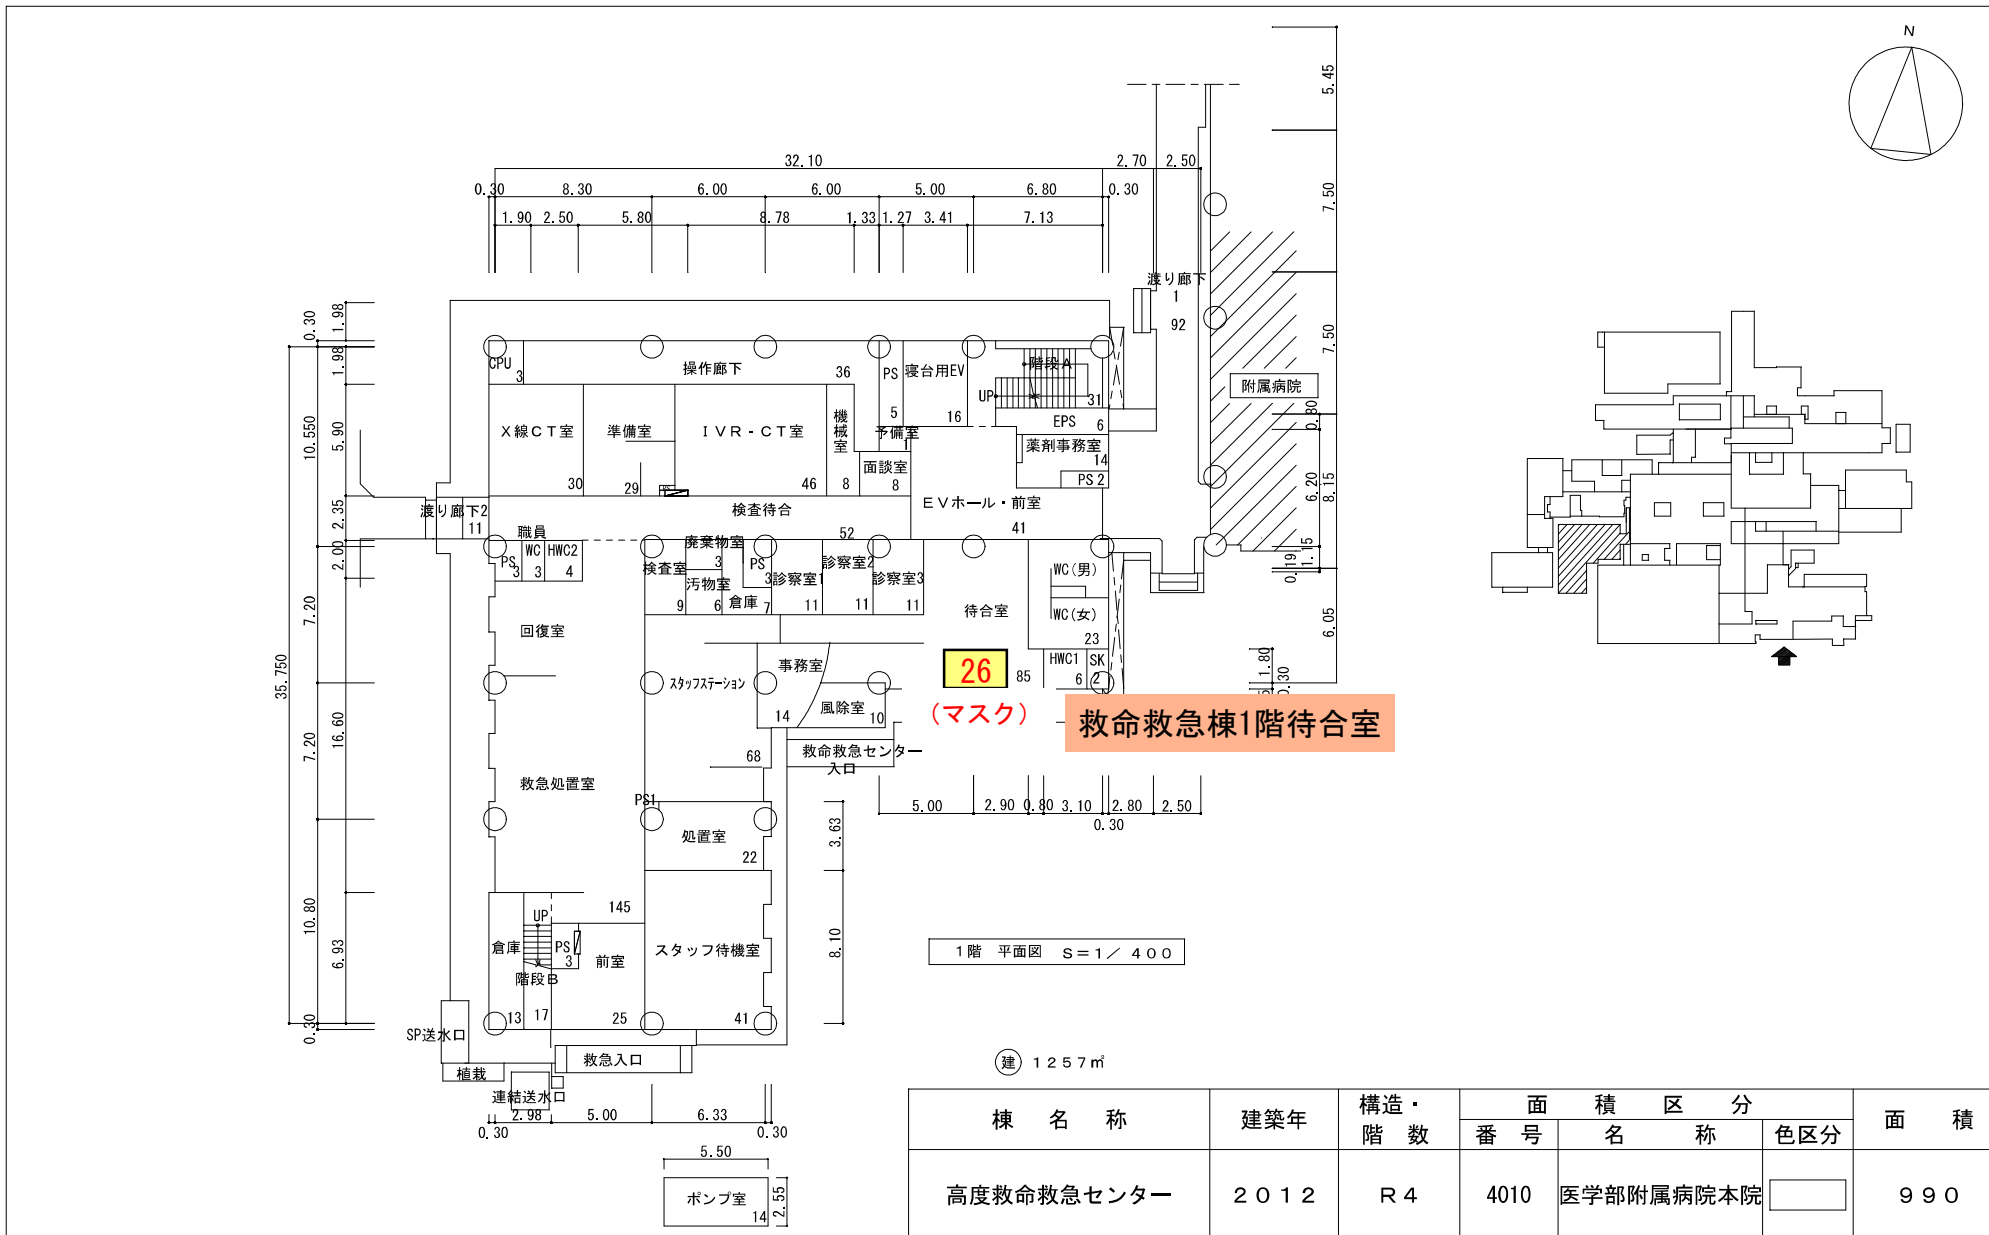 N
5.45
32.10
2.70
2.50
0.30
8.30
6.00
6.00
5.00
6.80
0.30
7.50
1.90
2.50
5.80
8.78
1.33
1.27
3.41
7.13
渡り廊下
1
92
0.30
1.98
7.50
1.98
CPU
3
操作廊下
36
PS
5
寝台用EV
16
階段A
UP
31
附属病院
EPS
6
0.80
10.550
5.90
X線CT室
30
準備室
29
IVR-CT室
46
機械室
8
予備室
1
面談室
8
薬剤事務室
14
PS2
6.20
8.15
渡り廊下2
11
2.35
検査待合
52
EVホール・前室
41
職員
WC
3
PS
3
HWC2
4
2.00
廃棄物室
3
検査室
9
汚物室
6
PS
3
倉庫
7
診察室1
11
診察室2
11
診察室3
11
待合室
WC(男)
WC(女)
23
1.15
0.19
7.20
回復室
6.05
35.750
事務室
14
26
85
HWC1
6
SK
2
1.80
0.30
スタッフステーション
68
風除室
10
(マスク)
救命救急棟1階待合室
7.20
16.60
救命救急センター
入口
救急処置室
145
PS1
5.00
2.90
0.80
3.10
2.80
2.50
0.30
処置室
22
3.63
10.80
6.93
UP
倉庫
13
PS
3
階段B
17
前室
25
スタッフ待機室
41
8.10
1階 平面図 S=1/ 400
0.30
SP送水口
植栽
救急入口
連結送水口
建 1257㎡
2.98
5.00
6.33
0.30
0.30
5.50
ポンプ室
14
2.55
棟 名 称
建築年
構造・
階 数
面 積 区 分
番 号
名 称
色区分
面 積
高度救命救急センター
2012
R4
4010
医学部附属病院本院
990